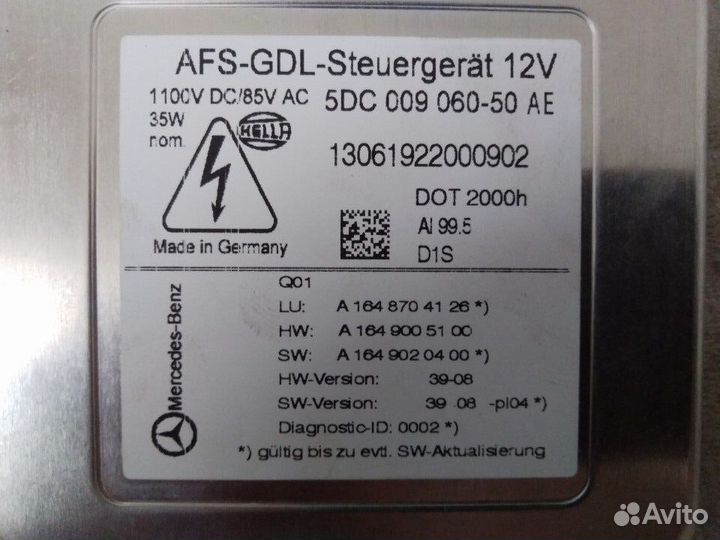 AFS-GDL-Steuergerät 12V
1100V DC/85V AC 5DC 009 060-50 AE
35W
nom.
HELLA
13061922000902
DOT 2000h
Al 99.5
D1S
Made in Germany
Mercedes-Benz
Q01
LU: A 164 870 41 26 *)
HW: A 164 900 51 00
SW: A 164 902 04 00 *)
HW-Version: 39-08
SW-Version: 39 08 -pl04 *)
Diagnostic-ID: 0002 *)
*) gültig bis zu evtl. SW-Aktualisierung
Avito